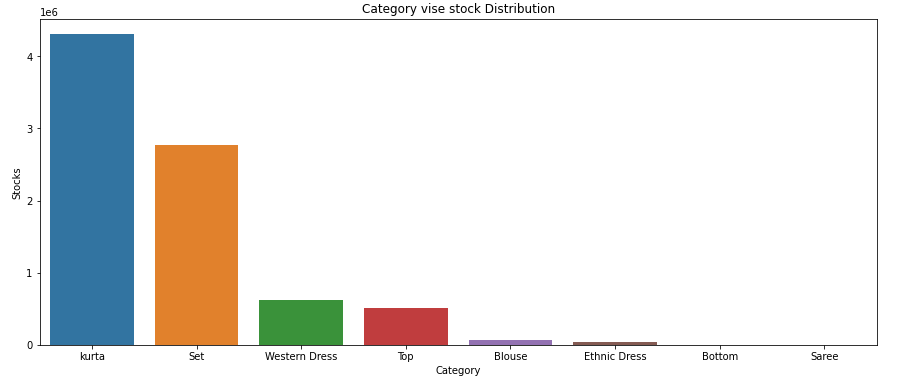 Category vise stock Distribution
1e6
4
3
2
1
0
Stocks
kurta Set Western Dress Top Blouse Ethnic Dress Bottom Saree
Category